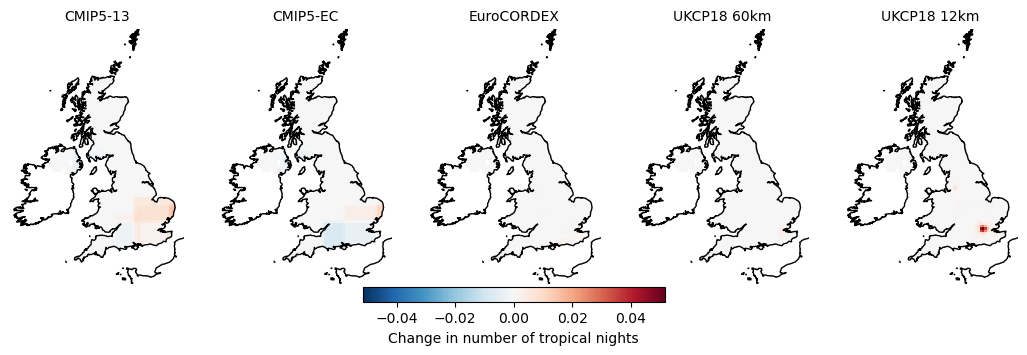 CMIP5-13 CMIP5-EC EuroCORDEX UKCP18 60km UKCP18 12km
−0.04 −0.02 0.00 0.02 0.04
Change in number of tropical nights